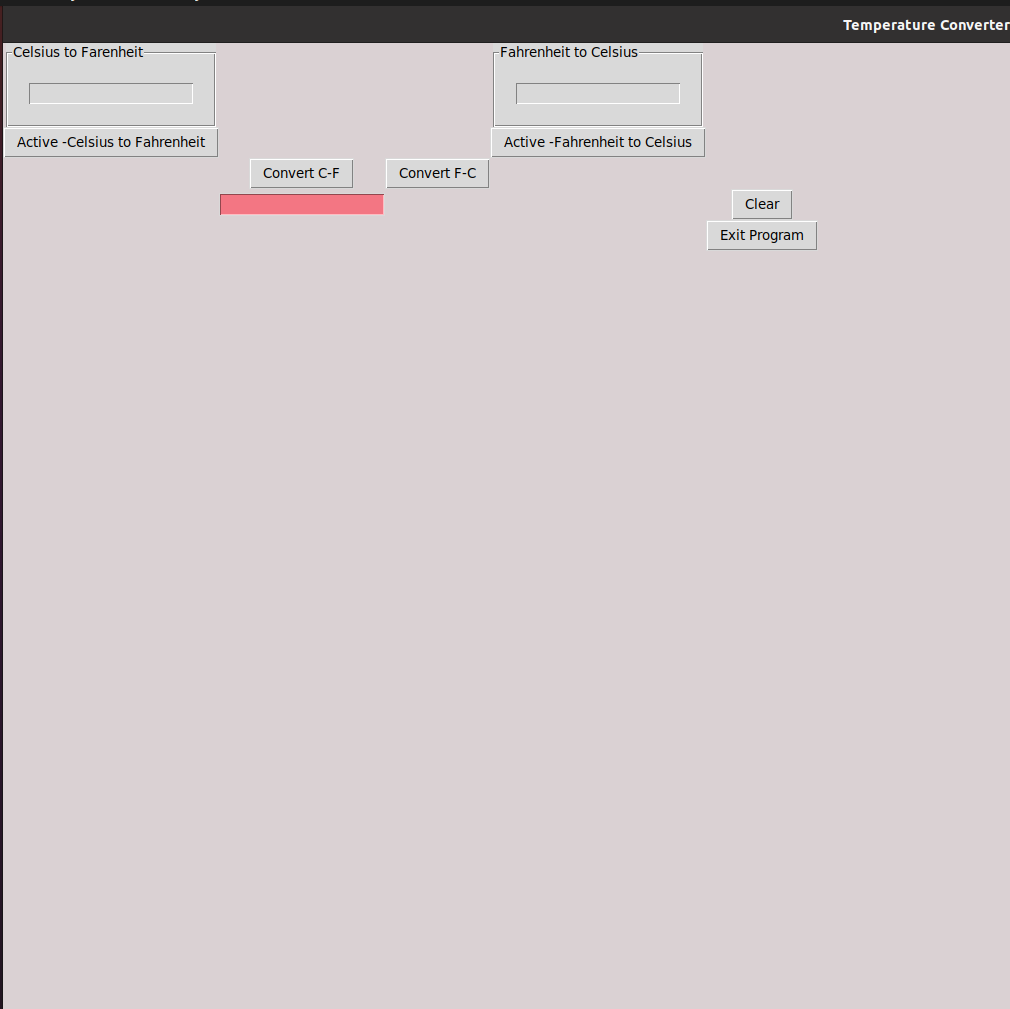 Temperature Converter
Celsius to Farenheit
Fahrenheit to Celsius
Active -Celsius to Fahrenheit
Active -Fahrenheit to Celsius
Convert C-F
Convert F-C
Clear
Exit Program